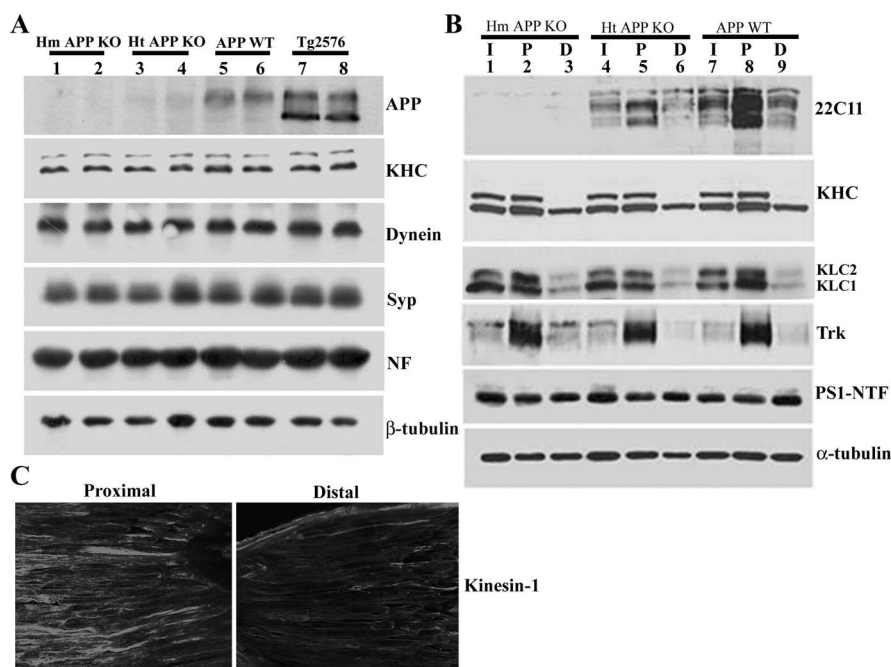 A
Hm APP KO Ht APP KO APP WT Tg2576
1 2 3 4 5 6 7 8
APP
KHC
Dynein
Syp
NF
β-tubulin
B
Hm APP KO Ht APP KO APP WT
I P D I P D I P D
1 2 3 4 5 6 7 8 9
22C11
KHC
KLC2
KLC1
Trk
PS1-NTF
α-tubulin
C
Proximal Distal
Kinesin-1